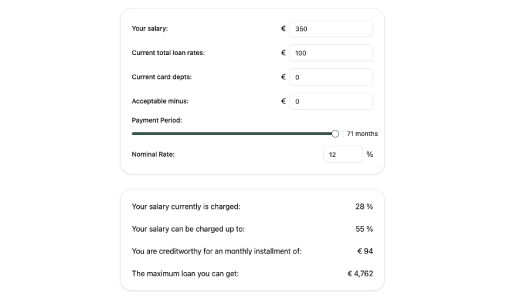 Your salary: € 350
Current total loan rates: € 100
Current card depts: € 0
Acceptable minus: € 0
Payment Period:
71 months
Nominal Rate: 12 %
Your salary currently is charged: 28 %
Your salary can be charged up to: 55 %
You are creditworthy for an monthly installment of: € 94
The maximum loan you can get: € 4,762